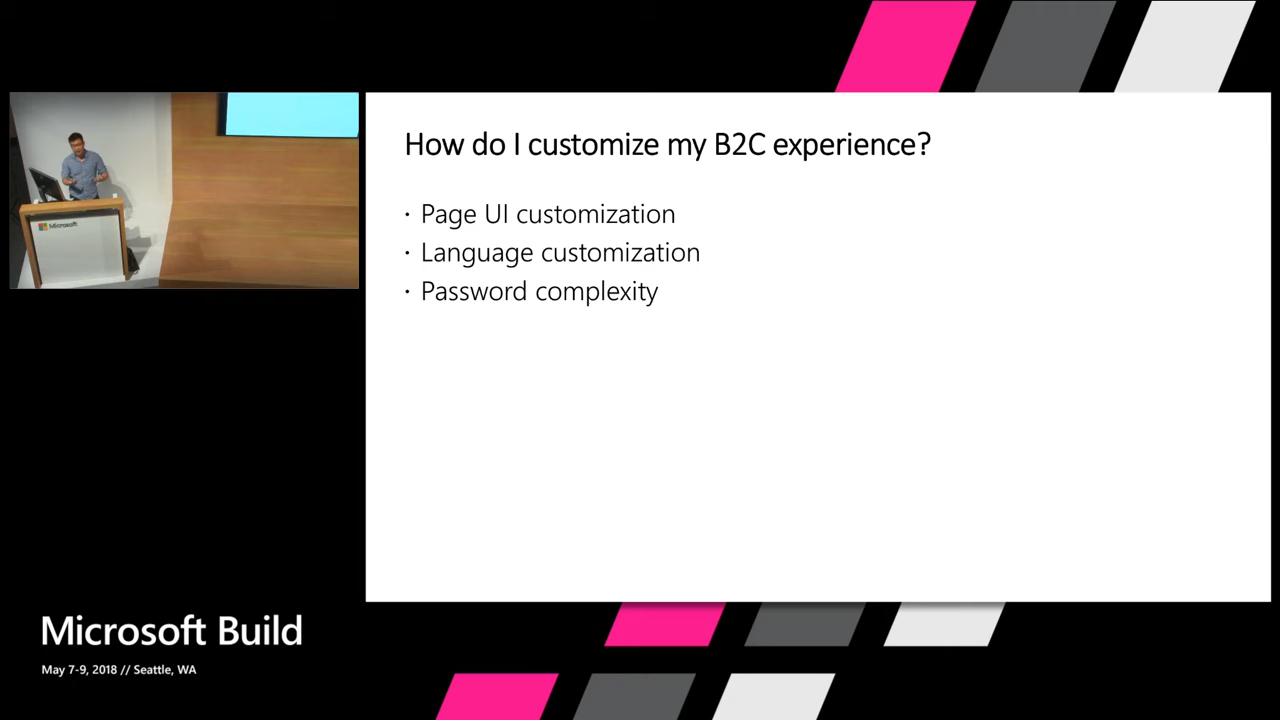 How do I customize my B2C experience?
· Page UI customization
· Language customization
· Password complexity
Microsoft
Microsoft Build
May 7-9, 2018 // Seattle, WA